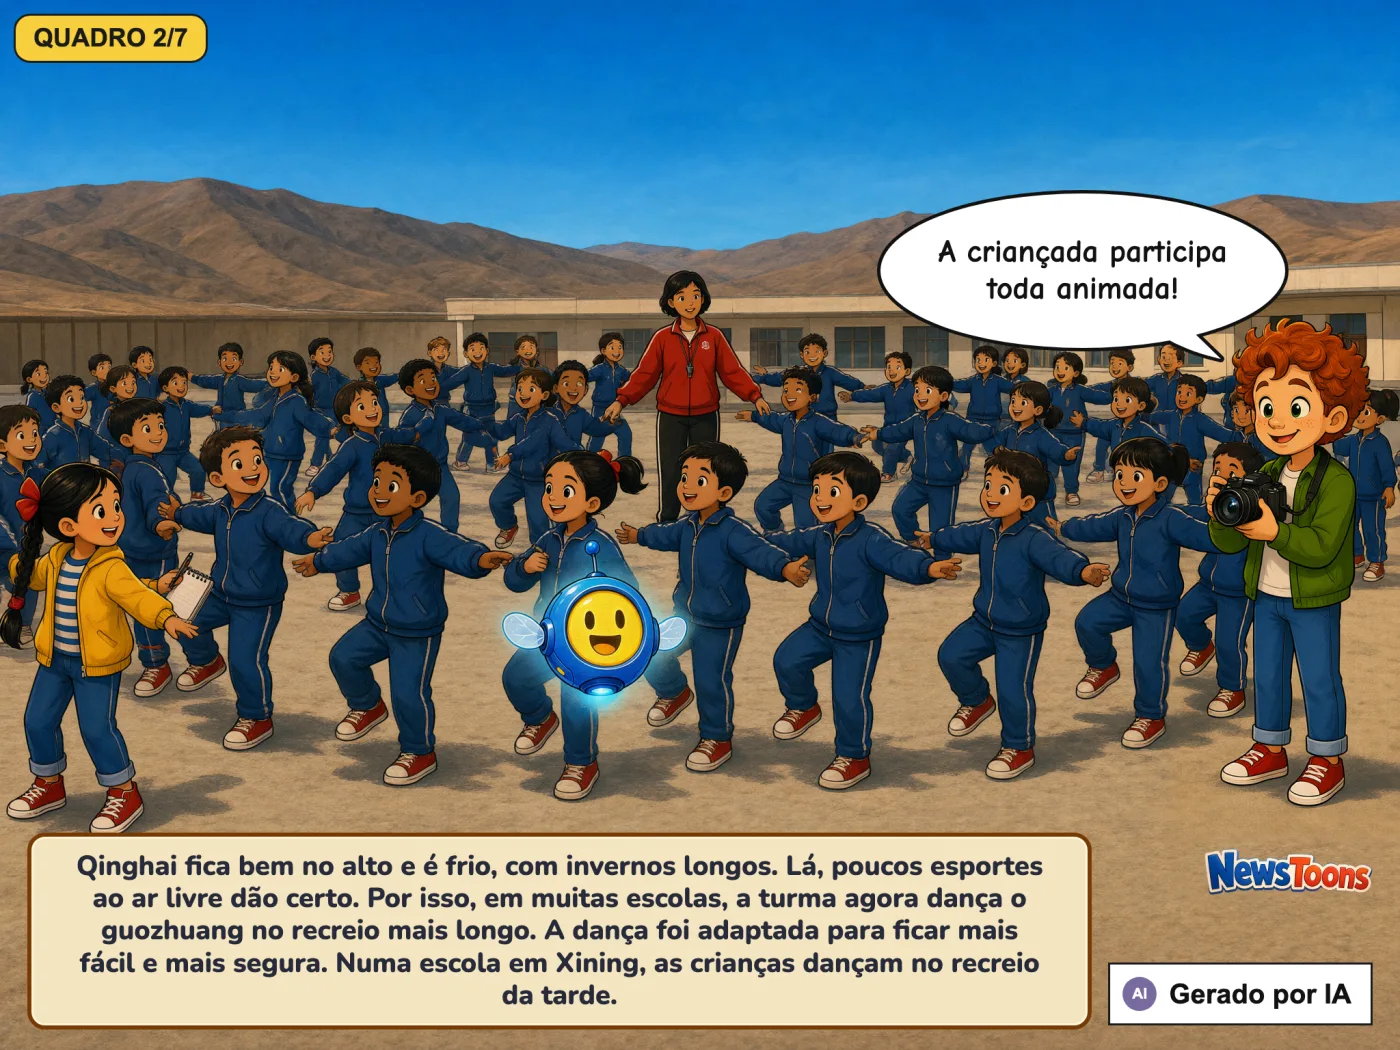 QUADRO 2/7
A criançada participa
toda animada!
Qinghai fica bem no alto e é frio, com invernos longos. Lá, poucos esportes
ao ar livre dão certo. Por isso, em muitas escolas, a turma agora dança o
guozhuang no recreio mais longo. A dança foi adaptada para ficar mais
fácil e mais segura. Numa escola em Xining, as crianças dançam no recreio
da tarde.
NewsToons
AI Gerado por IA